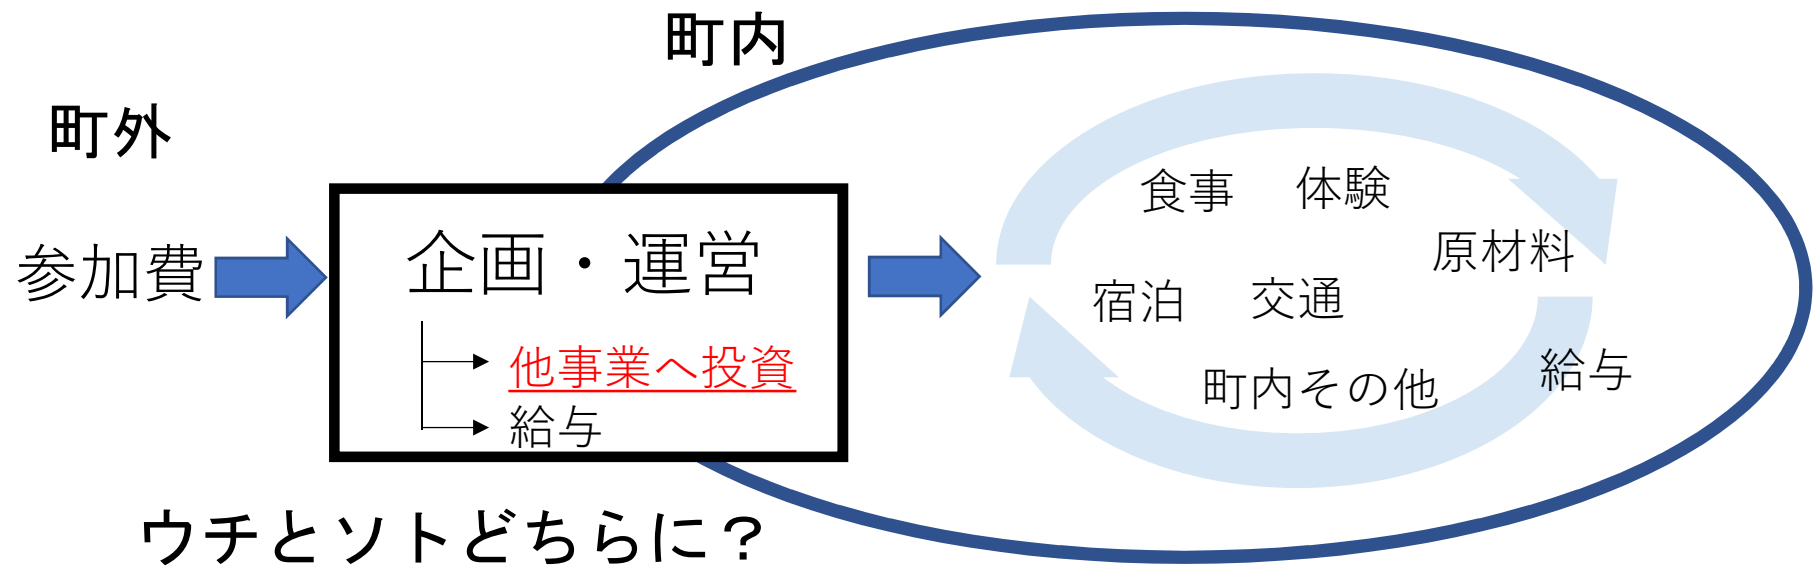 町内
町外
参加費
企画・運営
他事業へ投資
給与
食事
体験
原材料
宿泊
交通
給与
町内その他
ウチとソトどちらに？